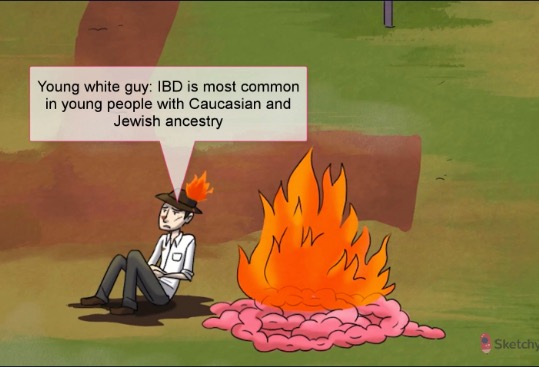 Young white guy: IBD is most common
in young people with Caucasian and
Jewish ancestry
Sketchy